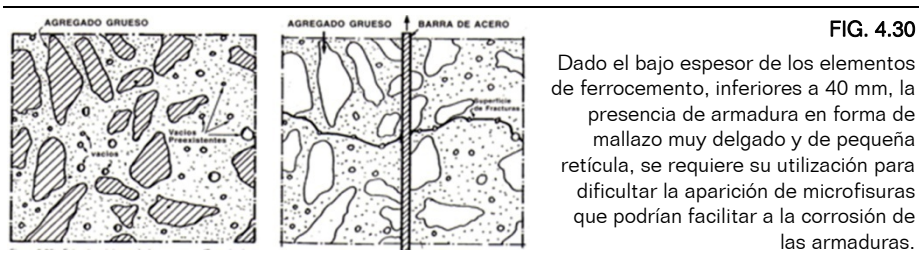 AGREGADO GRUESO
Vacíos
Preexistentes
vacíos
AGREGADO GRUESO
BARRA DE ACERO
Superficie
de Fracturas
FIG. 4.30
Dado el bajo espesor de los elementos
de ferrocemento, inferiores a 40 mm, la
presencia de armadura en forma de
mallazo muy delgado y de pequeña
retícula, se requiere su utilización para
dificultar la aparición de microfisuras
que podrían facilitar a la corrosión de
las armaduras.